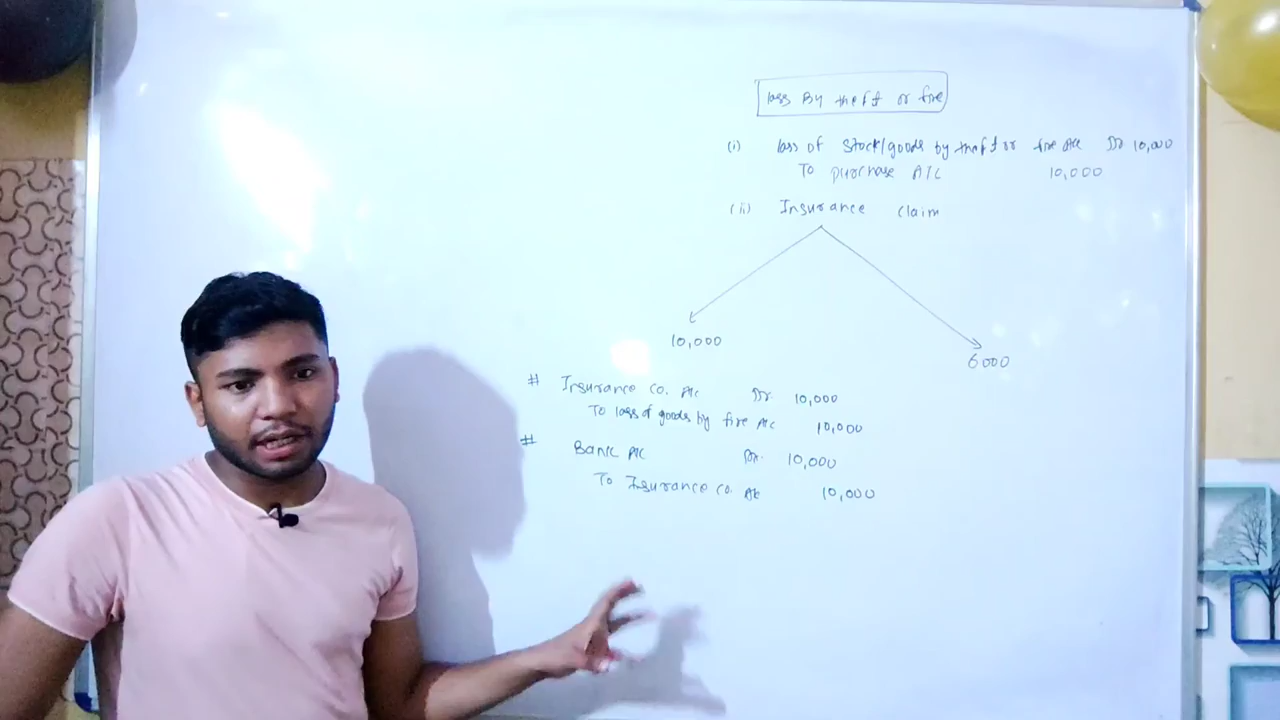 loss By theft or fire
(i) loss of stock/goods by theft or fire A/c Dr 10,000
To purchase A/C 10,000
(ii) Insurance claim
10,000
6000
# Insurance co. A/c Dr. 10,000
To loss of goods by fire A/c 10,000
# Bank A/c Dr. 10,000
To Insurance co. A/c 10,000